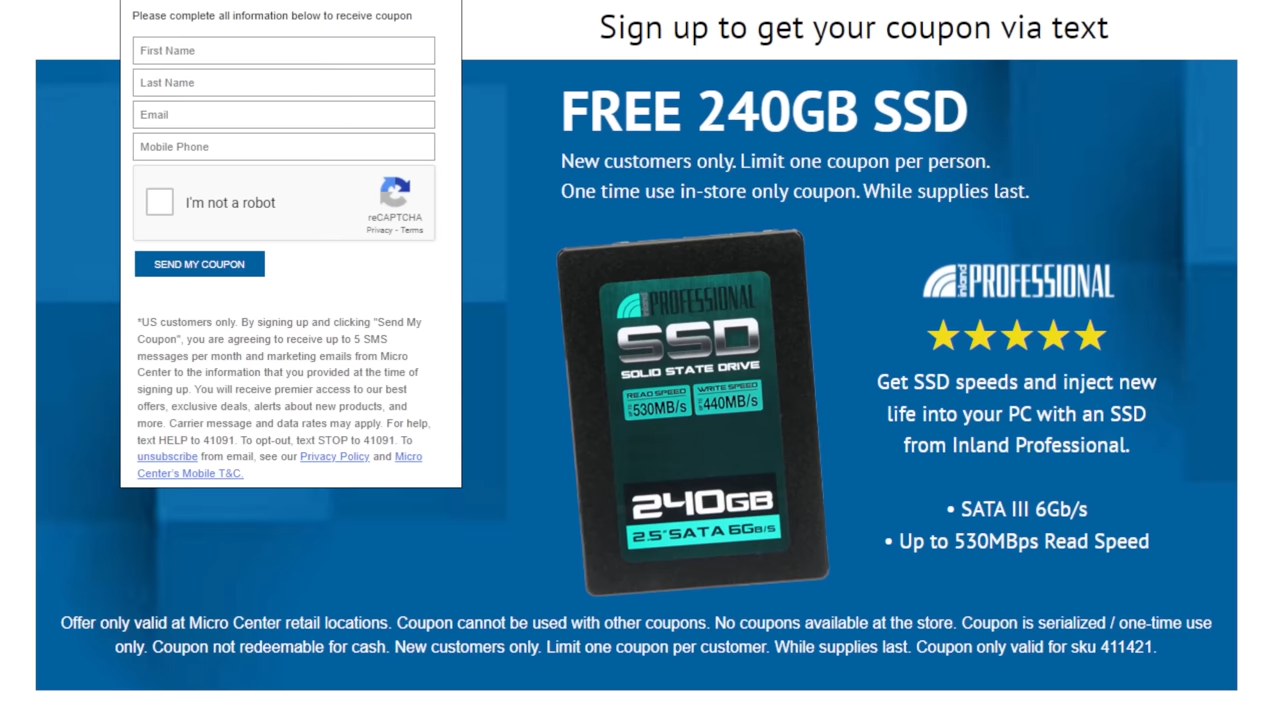 Please complete all information below to receive coupon
First Name
Last Name
Email
Mobile Phone
I'm not a robot
reCAPTCHA
Privacy - Terms
SEND MY COUPON
*US customers only. By signing up and clicking "Send My
Coupon", you are agreeing to receive up to 5 SMS
messages per month and marketing emails from Micro
Center to the information that you provided at the time of
signing up. You will receive premier access to our best
offers, exclusive deals, alerts about new products, and
more. Carrier message and data rates may apply. For help,
text HELP to 41091. To opt-out, text STOP to 41091. To
unsubscribe from email, see our Privacy Policy and Micro
Center's Mobile T&C.
Sign up to get your coupon via text
FREE 240GB SSD
New customers only. Limit one coupon per person.
One time use in-store only coupon. While supplies last.
inland PROFESSIONAL
SSD
SOLID STATE DRIVE
READ SPEED WRITE SPEED
530MB/s 440MB/s
240GB
2.5" SATA 6GB/S
inland PROFESSIONAL
Get SSD speeds and inject new
life into your PC with an SSD
from Inland Professional.
• SATA III 6Gb/s
• Up to 530MBps Read Speed
Offer only valid at Micro Center retail locations. Coupon cannot be used with other coupons. No coupons available at the store. Coupon is serialized / one-time use
only. Coupon not redeemable for cash. New customers only. Limit one coupon per customer. While supplies last. Coupon only valid for sku 411421.